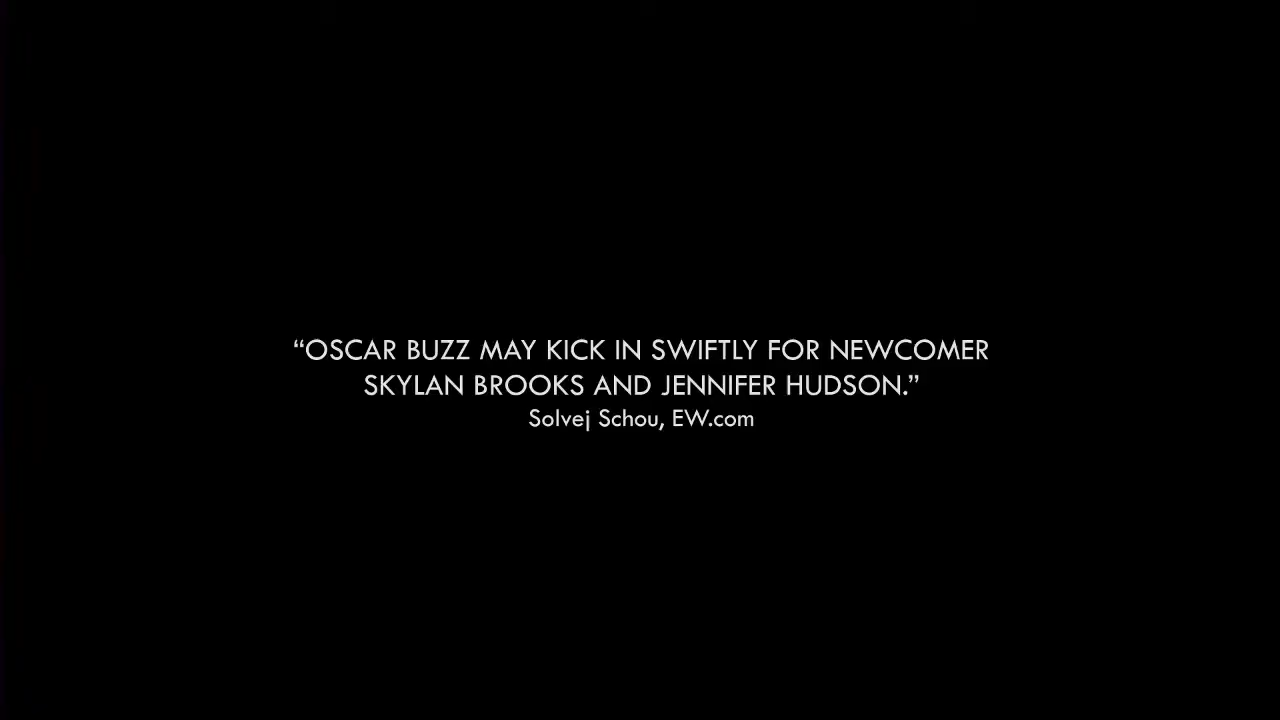 “OSCAR BUZZ MAY KICK IN SWIFTLY FOR NEWCOMER
SKYLAN BROOKS AND JENNIFER HUDSON.”
Solvej Schou, EW.com